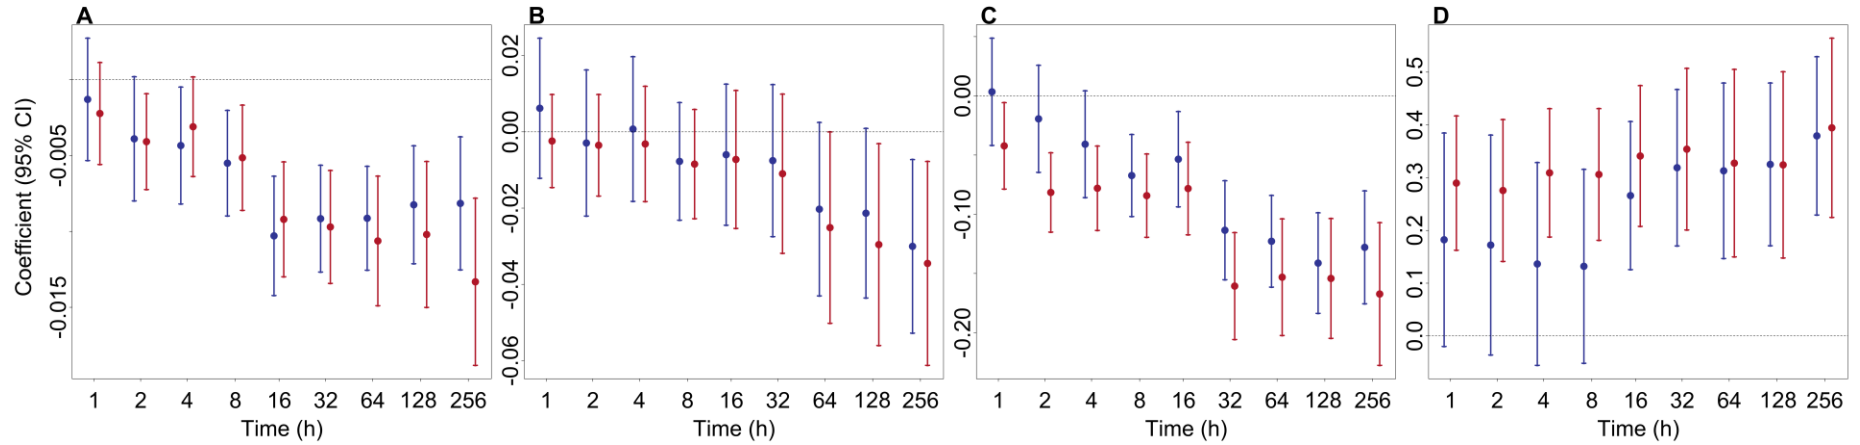 A
B
C
D
Coefficient (95% CI)
-0.005
-0.015
0.02
0.00
-0.02
-0.04
-0.06
0.00
-0.10
-0.20
0.5
0.4
0.3
0.2
0.1
0.0
1 2 4 8 16 32 64 128 256
1 2 4 8 16 32 64 128 256
1 2 4 8 16 32 64 128 256
1 2 4 8 16 32 64 128 256
Time (h)
Time (h)
Time (h)
Time (h)